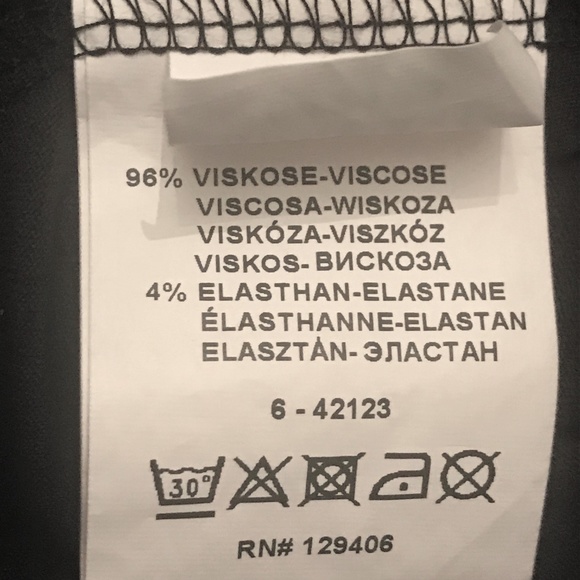 96% VISKOSE-VISCOSE
VISCOSA-WISKOZA
VISKÓZA-VISZKÓZ
VISKOS-ВИСКОЗА
4% ELASTHAN-ELASTANE
ÉLASTHANNE-ELASTAN
ELASZTÁN-ЭЛАСТАН
6 - 42123
30°
RN# 129406